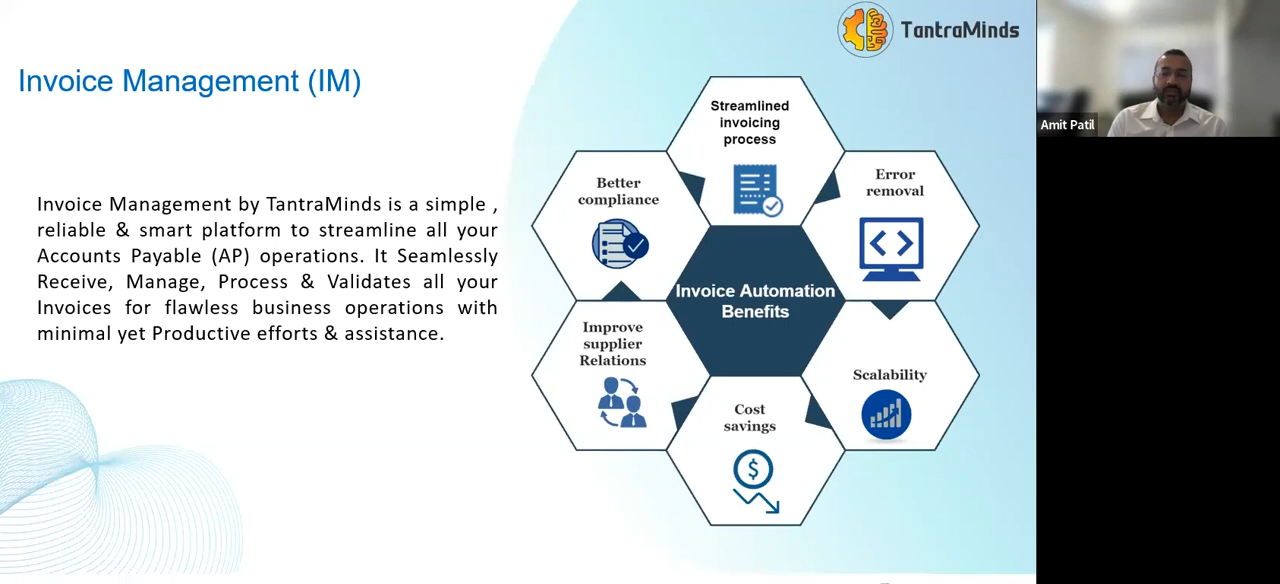 TantraMinds
Invoice Management (IM)
Invoice Management by TantraMinds is a simple ,
reliable & smart platform to streamline all your
Accounts Payable (AP) operations. It Seamlessly
Receive, Manage, Process & Validates all your
Invoices for flawless business operations with
minimal yet Productive efforts & assistance.
Streamlined
invoicing
process
Error
removal
Scalability
Cost
savings
Improve
supplier
Relations
Better
compliance
Invoice Automation
Benefits
Amit Patil